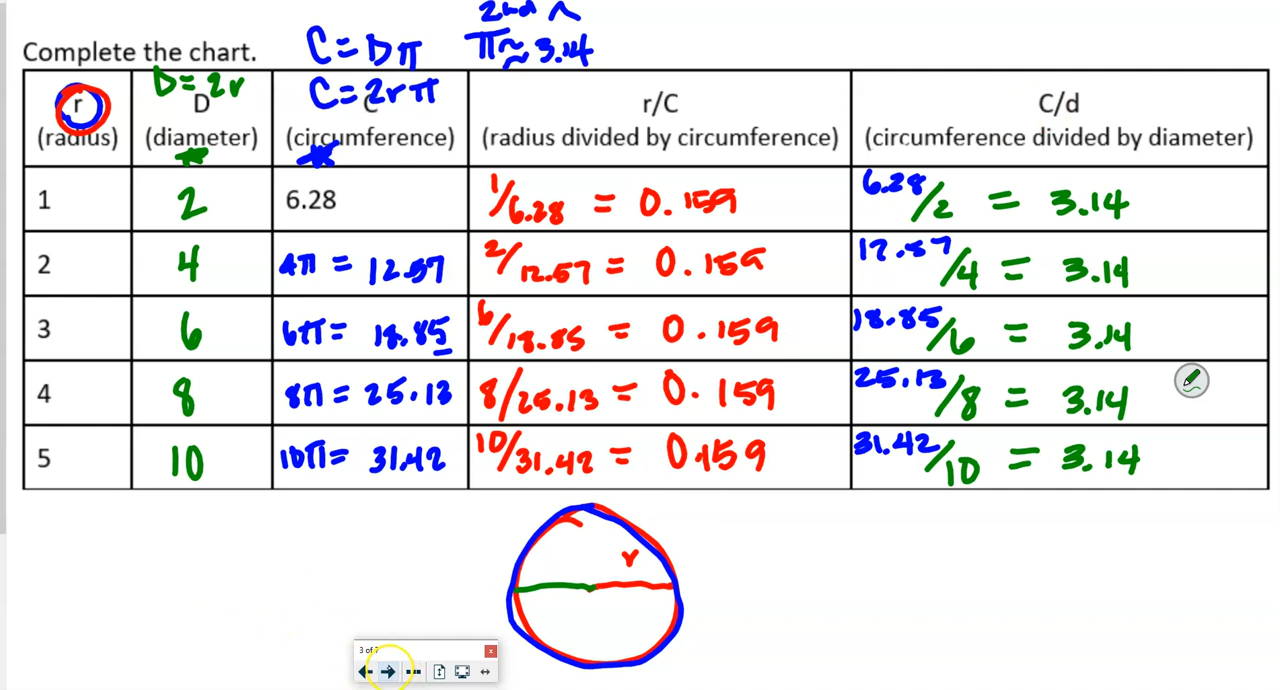 2nd ^
Complete the chart. C = Dπ π ≈ 3.14
D = 2r C = 2rπ
r D C r/C C/d
(radius) (diameter) (circumference) (radius divided by circumference) (circumference divided by diameter)
1 2 6.28 1/6.28 = 0.159 6.28/2 = 3.14
2 4 4π = 12.57 2/12.57 = 0.159 12.57/4 = 3.14
3 6 6π = 18.85 6/18.85 = 0.159 18.85/6 = 3.14
4 8 8π = 25.13 8/25.13 = 0.159 25.13/8 = 3.14
5 10 10π = 31.42 10/31.42 = 0.159 31.42/10 = 3.14
r
3 of 7